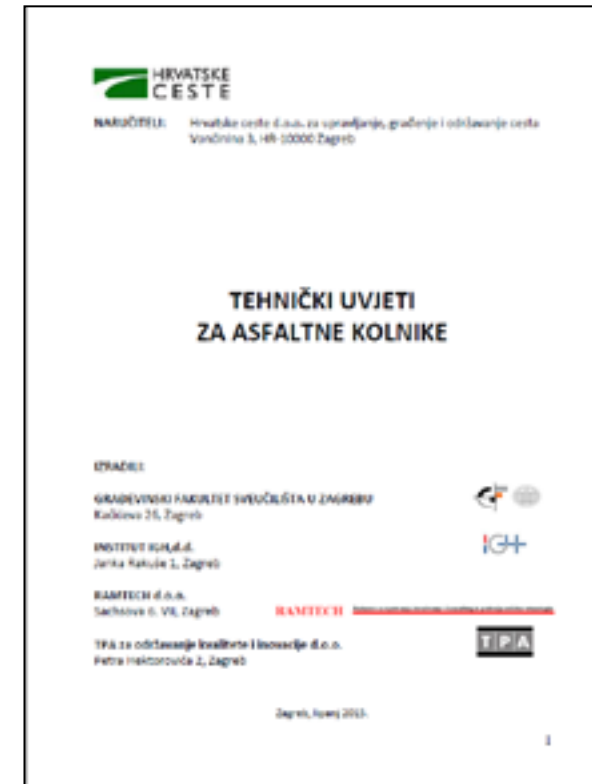 HRVATSKE
CESTE
NARUČITELJ: Hrvatske ceste d.o.o. za upravljanje, građenje i održavanje cesta
Vončinina 3, HR-10000 Zagreb
TEHNIČKI UVJETI
ZA ASFALTNE KOLNIKE
IZRADILI:
GRAĐEVINSKI FAKULTET SVEUČILIŠTA U ZAGREBU
Kačićeva 26, Zagreb
INSTITUT IGH,d.d.
IGH
Janka Rakuše 1, Zagreb
RAMTECH d.o.o.
Sachsova 6. VII, Zagreb RAMTECH
TPA za održavanje kvalitete i inovacije d.o.o.
TPA
Petra Hektorovića 2, Zagreb
Zagreb, 2015.
1